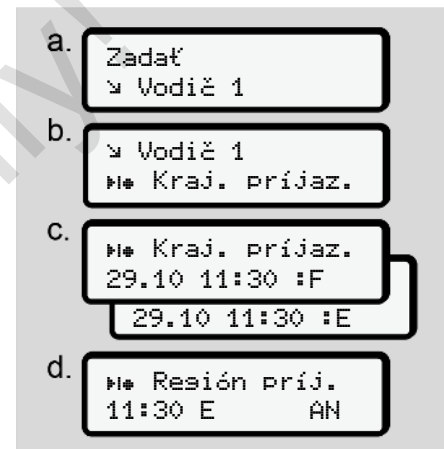 a.
Zadať
Vodič 1
b.
Vodič 1
Kraj. príjaz.
c.
Kraj. príjaz.
29.10 11:30 :F
29.10 11:30 :E
d.
Región príj.
11:30 E AN